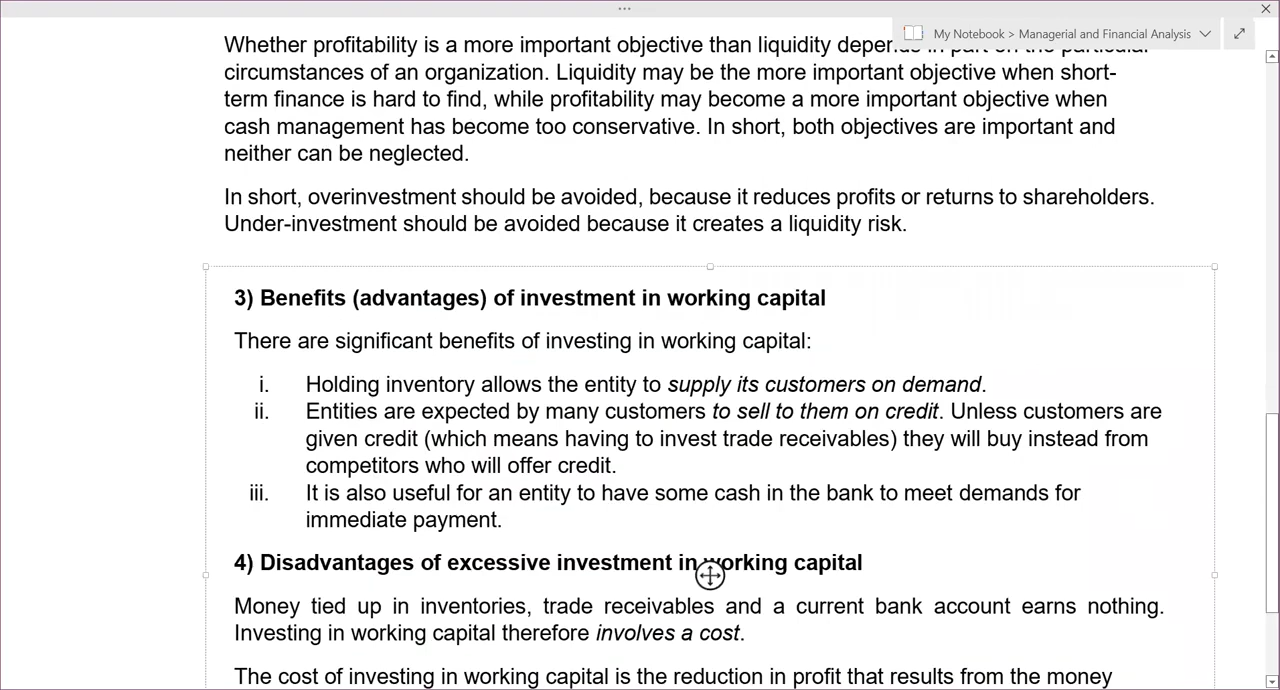 My Notebook > Managerial and Financial Analysis
Whether profitability is a more important objective than liquidity depends in part on the particular
circumstances of an organization. Liquidity may be the more important objective when short-
term finance is hard to find, while profitability may become a more important objective when
cash management has become too conservative. In short, both objectives are important and
neither can be neglected.
In short, overinvestment should be avoided, because it reduces profits or returns to shareholders.
Under-investment should be avoided because it creates a liquidity risk.
3) Benefits (advantages) of investment in working capital
There are significant benefits of investing in working capital:
i. Holding inventory allows the entity to supply its customers on demand.
ii. Entities are expected by many customers to sell to them on credit. Unless customers are
given credit (which means having to invest trade receivables) they will buy instead from
competitors who will offer credit.
iii. It is also useful for an entity to have some cash in the bank to meet demands for
immediate payment.
4) Disadvantages of excessive investment in working capital
Money tied up in inventories, trade receivables and a current bank account earns nothing.
Investing in working capital therefore involves a cost.
The cost of investing in working capital is the reduction in profit that results from the money